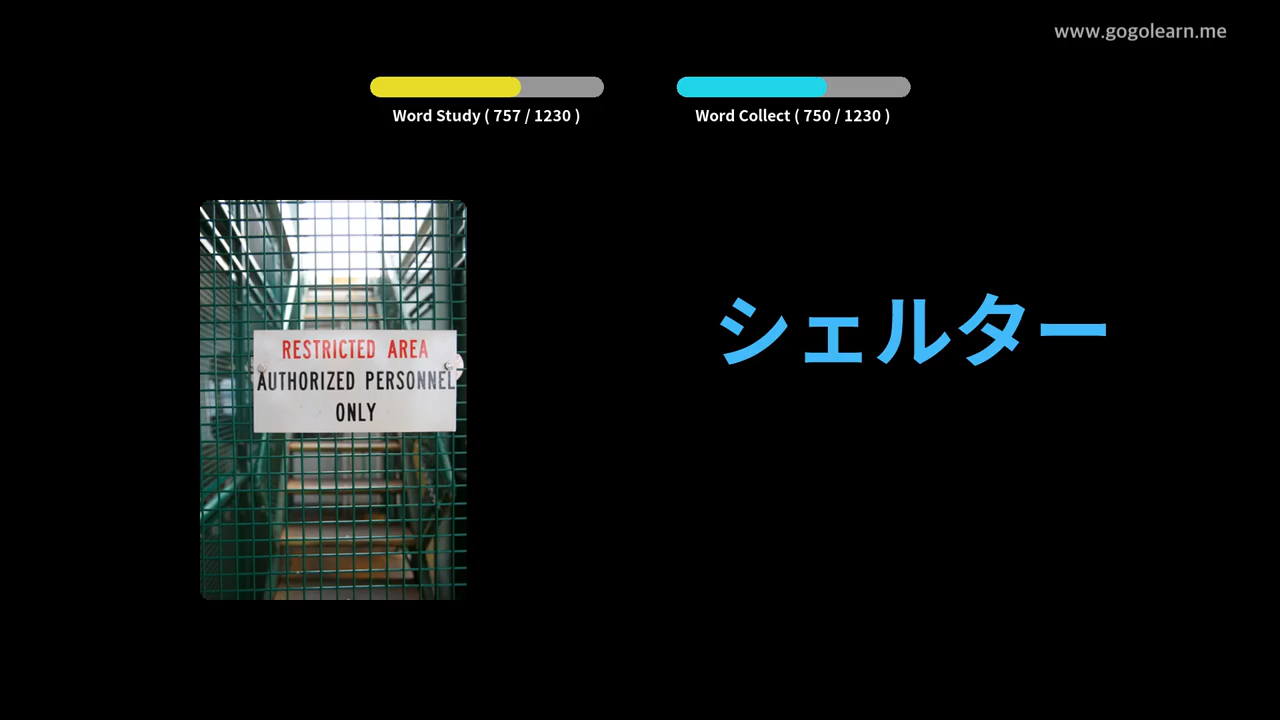 www.gogolearn.me
Word Study ( 757 / 1230 )
Word Collect ( 750 / 1230 )
RESTRICTED AREA
AUTHORIZED PERSONNEL
ONLY
シェルター